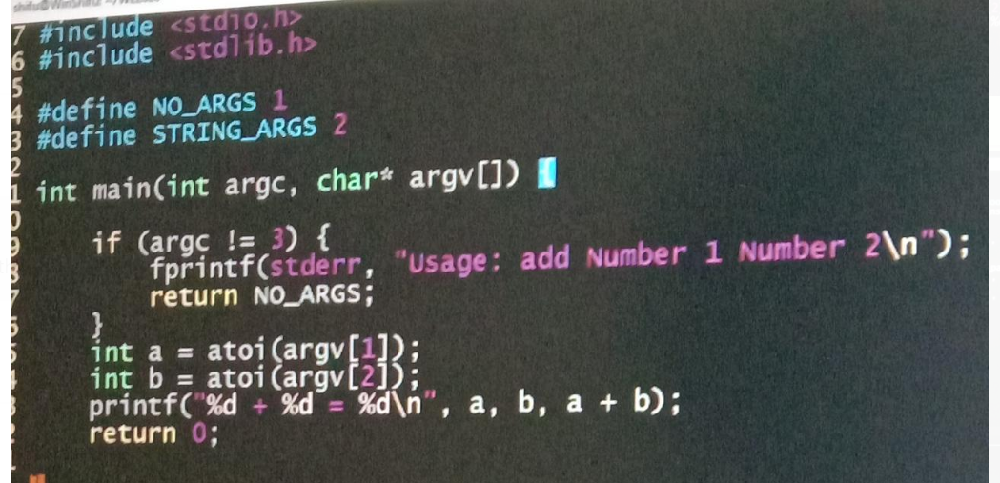 7 #include <stdio.h>
6 #include <stdlib.h>
5
4 #define NO_ARGS 1
3 #define STRING_ARGS 2
2
1 int main(int argc, char* argv[]) {
0
9 if (argc != 3) {
8 fprintf(stderr, "Usage: add Number 1 Number 2\n");
7 return NO_ARGS;
6 }
5 int a = atoi(argv[1]);
4 int b = atoi(argv[2]);
3 printf("%d + %d = %d\n", a, b, a + b);
2 return 0;